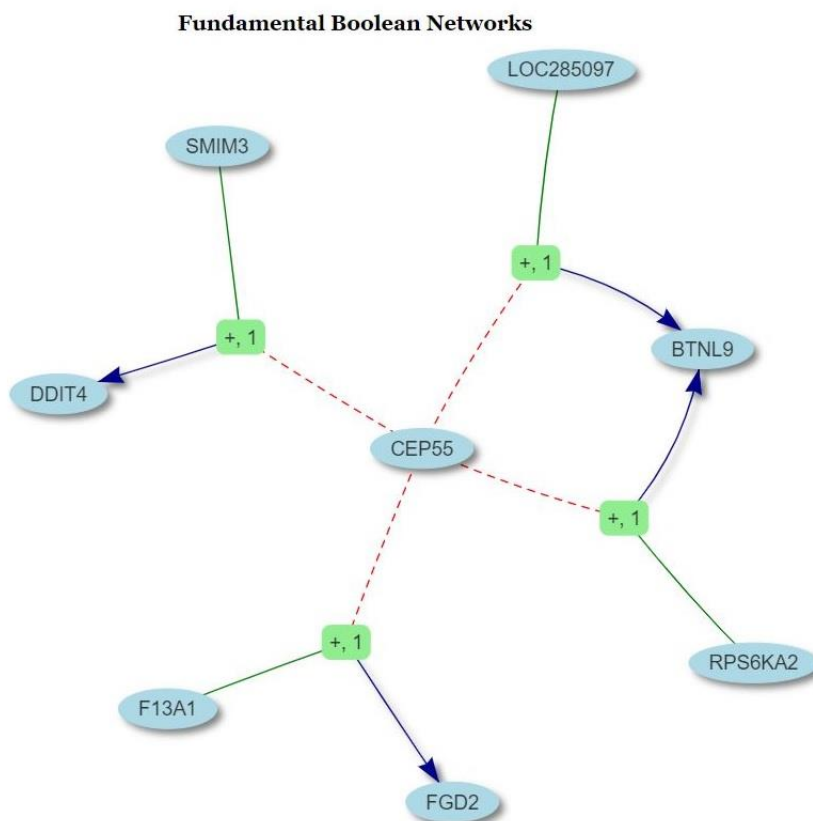 Fundamental Boolean Networks
LOC285097
SMIM3
+, 1
+, 1
BTNL9
DDIT4
CEP55
+, 1
+, 1
RPS6KA2
F13A1
FGD2